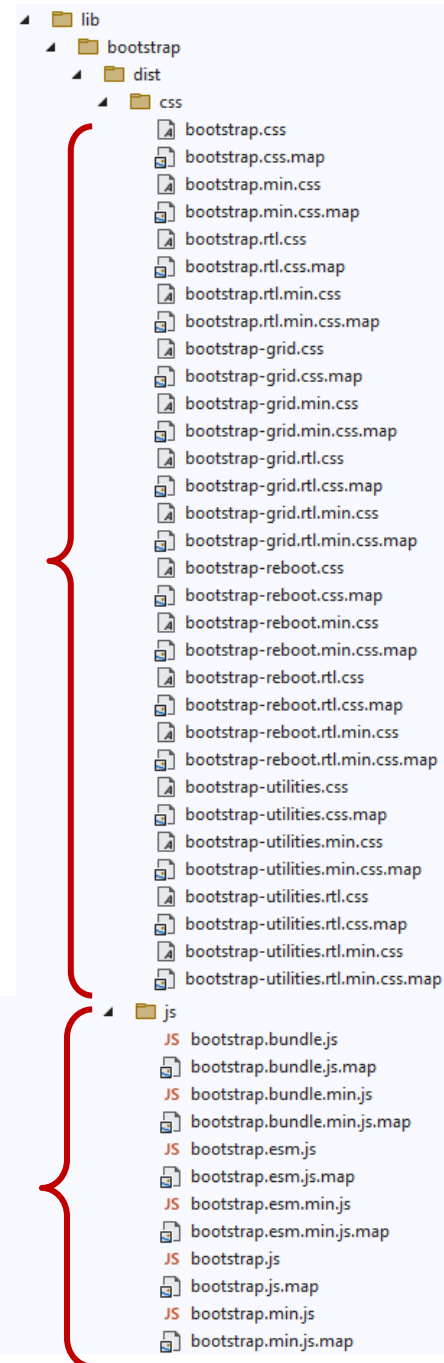 lib
bootstrap
dist
css
bootstrap.css
bootstrap.css.map
bootstrap.min.css
bootstrap.min.css.map
bootstrap.rtl.css
bootstrap.rtl.css.map
bootstrap.rtl.min.css
bootstrap.rtl.min.css.map
bootstrap-grid.css
bootstrap-grid.css.map
bootstrap-grid.min.css
bootstrap-grid.min.css.map
bootstrap-grid.rtl.css
bootstrap-grid.rtl.css.map
bootstrap-grid.rtl.min.css
bootstrap-grid.rtl.min.css.map
bootstrap-reboot.css
bootstrap-reboot.css.map
bootstrap-reboot.min.css
bootstrap-reboot.min.css.map
bootstrap-reboot.rtl.css
bootstrap-reboot.rtl.css.map
bootstrap-reboot.rtl.min.css
bootstrap-reboot.rtl.min.css.map
bootstrap-utilities.css
bootstrap-utilities.css.map
bootstrap-utilities.min.css
bootstrap-utilities.min.css.map
bootstrap-utilities.rtl.css
bootstrap-utilities.rtl.css.map
bootstrap-utilities.rtl.min.css
bootstrap-utilities.rtl.min.css.map
js
JS bootstrap.bundle.js
bootstrap.bundle.js.map
JS bootstrap.bundle.min.js
bootstrap.bundle.min.js.map
JS bootstrap.esm.js
bootstrap.esm.js.map
JS bootstrap.esm.min.js
bootstrap.esm.min.js.map
JS bootstrap.js
bootstrap.js.map
JS bootstrap.min.js
bootstrap.min.js.map